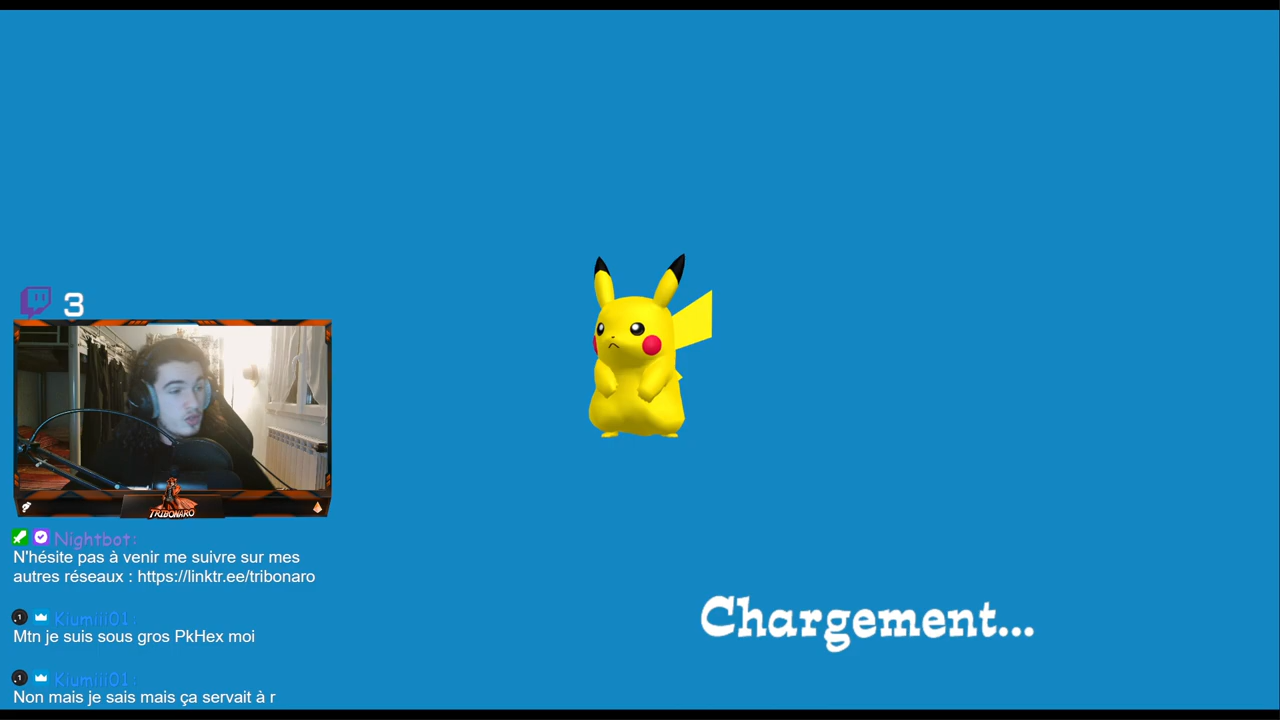 3
TRIBONARO
Nightbot:
N'hésite pas à venir me suivre sur mes
autres réseaux : https://linktr.ee/tribonaro
Kiumiii01:
Mtn je suis sous gros PkHex moi
Kiumiii01:
Non mais je sais mais ça servait à r
Chargement...